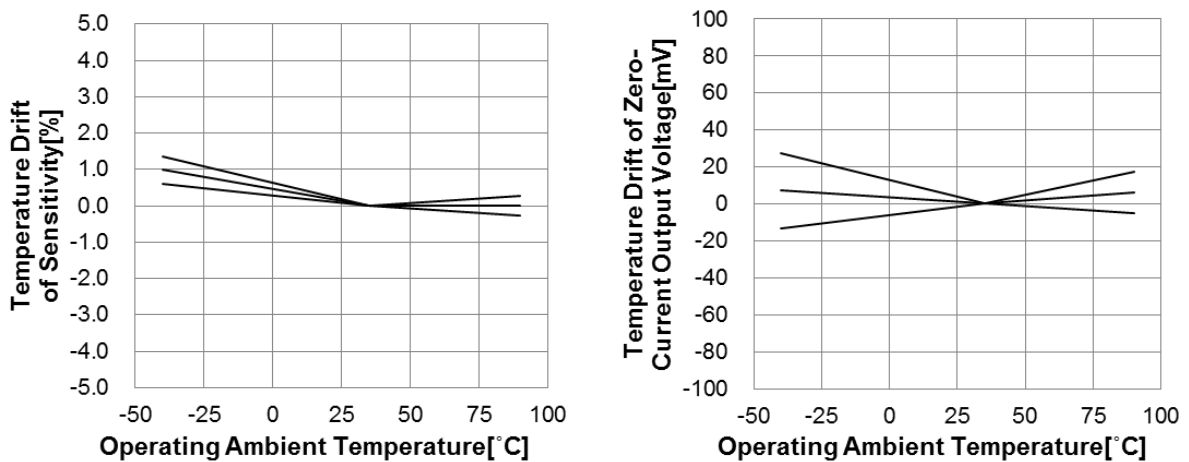 Temperature Drift
of Sensitivity[%]
5.0
4.0
3.0
2.0
1.0
0.0
-1.0
-2.0
-3.0
-4.0
-5.0
-50 -25 0 25 50 75 100
Operating Ambient Temperature[˚C]
Temperature Drift of Zero-
Current Output Voltage[mV]
100
80
60
40
20
0
-20
-40
-60
-80
-100
-50 -25 0 25 50 75 100
Operating Ambient Temperature[˚C]